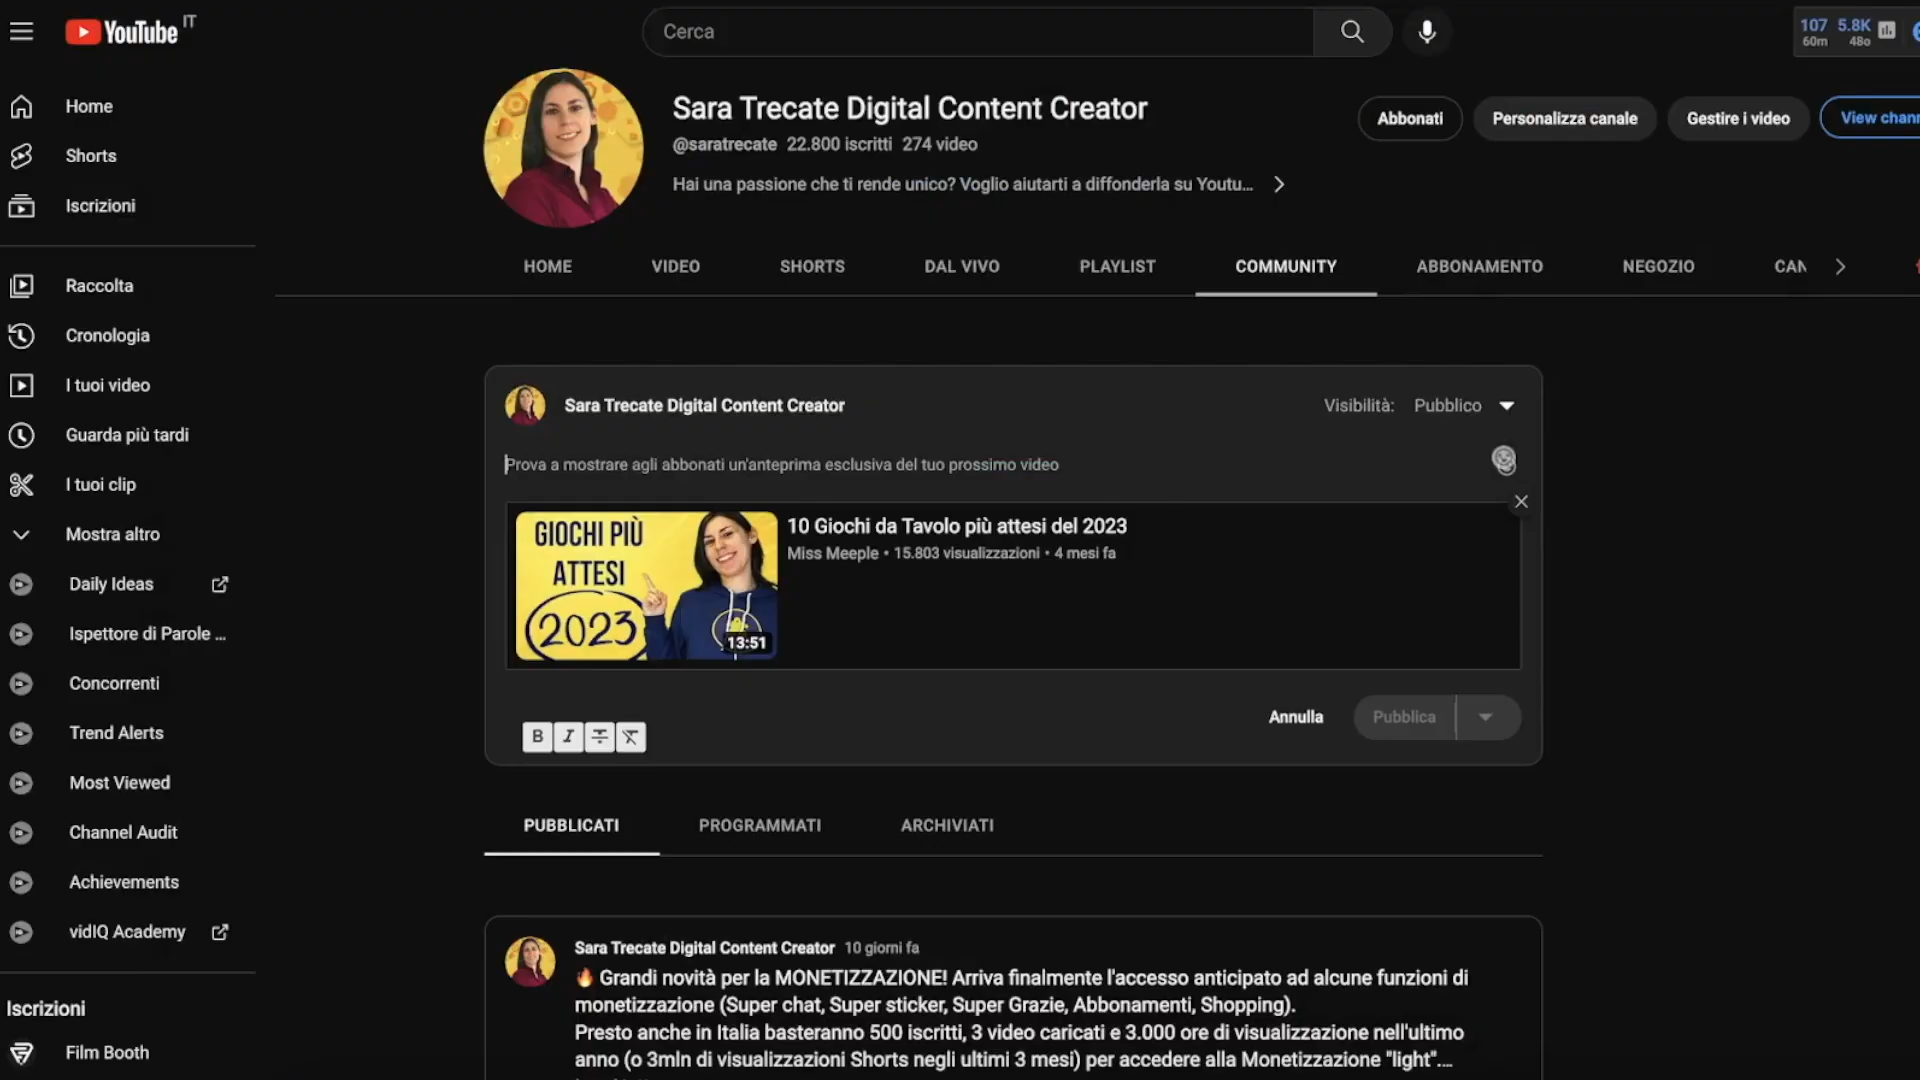 YouTube IT
Cerca
107 5.8K
60m 48o
Home
Shorts
Iscrizioni
Raccolta
Cronologia
I tuoi video
Guarda più tardi
I tuoi clip
Mostra altro
Daily Ideas
Ispettore di Parole ...
Concorrenti
Trend Alerts
Most Viewed
Channel Audit
Achievements
vidIQ Academy
Iscrizioni
Film Booth
Sara Trecate Digital Content Creator
@saratrecate 22.800 iscritti 274 video
Hai una passione che ti rende unico? Voglio aiutarti a diffonderla su Youtu...
Abbonati
Personalizza canale
Gestire i video
View chann
HOME VIDEO SHORTS DAL VIVO PLAYLIST COMMUNITY ABBONAMENTO NEGOZIO CAN
Sara Trecate Digital Content Creator
Visibilità: Pubblico
Prova a mostrare agli abbonati un'anteprima esclusiva del tuo prossimo video
GIOCHI PIÙ
ATTESI
2023
13:51
10 Giochi da Tavolo più attesi del 2023
Miss Meeple • 15.803 visualizzazioni • 4 mesi fa
Annulla
Pubblica
B I T T
PUBBLICATI PROGRAMMATI ARCHIVIATI
Sara Trecate Digital Content Creator 10 giorni fa
🔥 Grandi novità per la MONETIZZAZIONE! Arriva finalmente l'accesso anticipato ad alcune funzioni di
monetizzazione (Super chat, Super sticker, Super Grazie, Abbonamenti, Shopping).
Presto anche in Italia basteranno 500 iscritti, 3 video caricati e 3.000 ore di visualizzazione nell'ultimo
anno (o 3mln di visualizzazioni Shorts negli ultimi 3 mesi) per accedere alla Monetizzazione "light"....